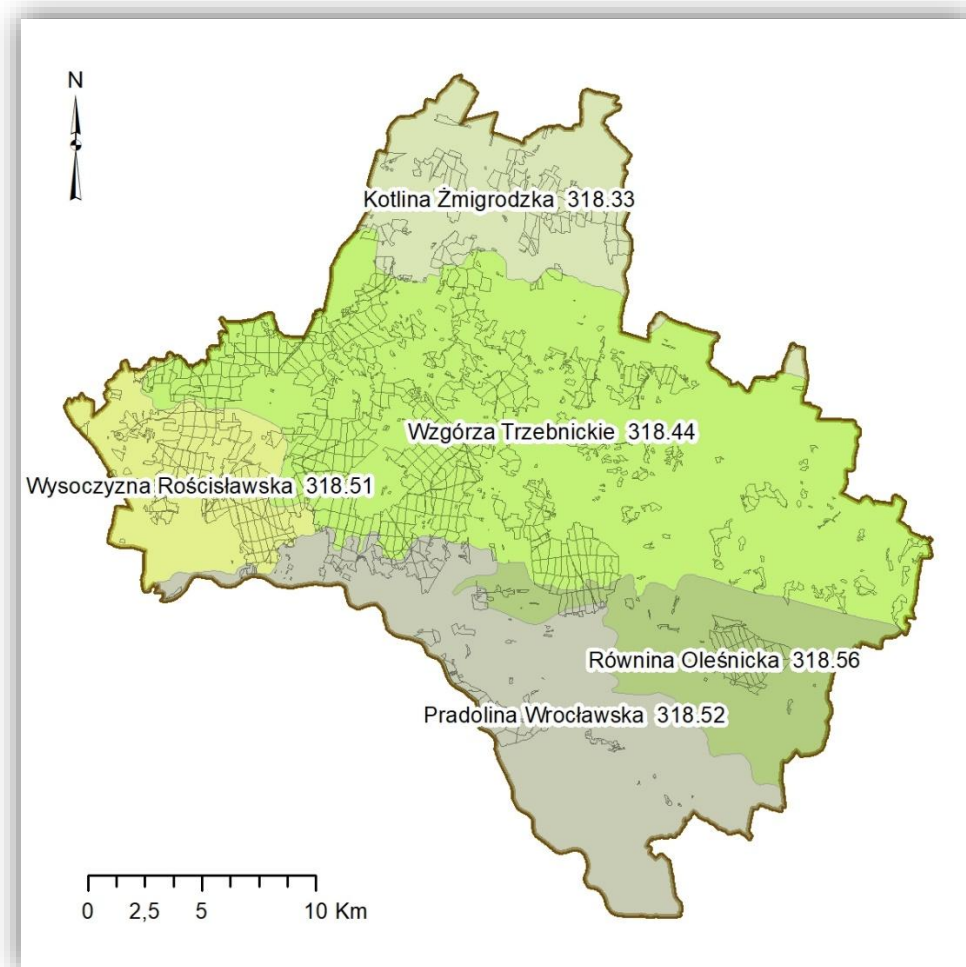 N
Kotlina Żmigrodzka 318.33
Wzgórza Trzebnickie 318.44
Wysoczyzna Rościsławska 318.51
Równina Oleśnicka 318.56
Pradolina Wrocławska 318.52
0 2,5 5 10 Km